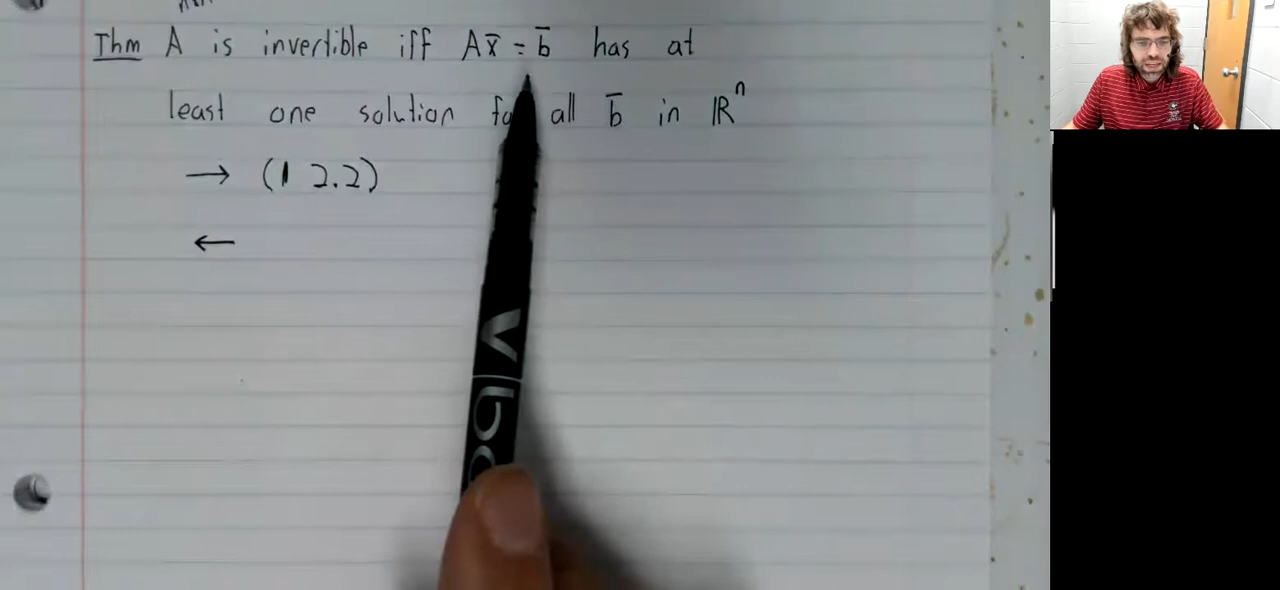 Thm A is invertible iff Ax̄ = b̄ has at
least one solution all b̄ in ℝⁿ
→ (1 2.2)
←